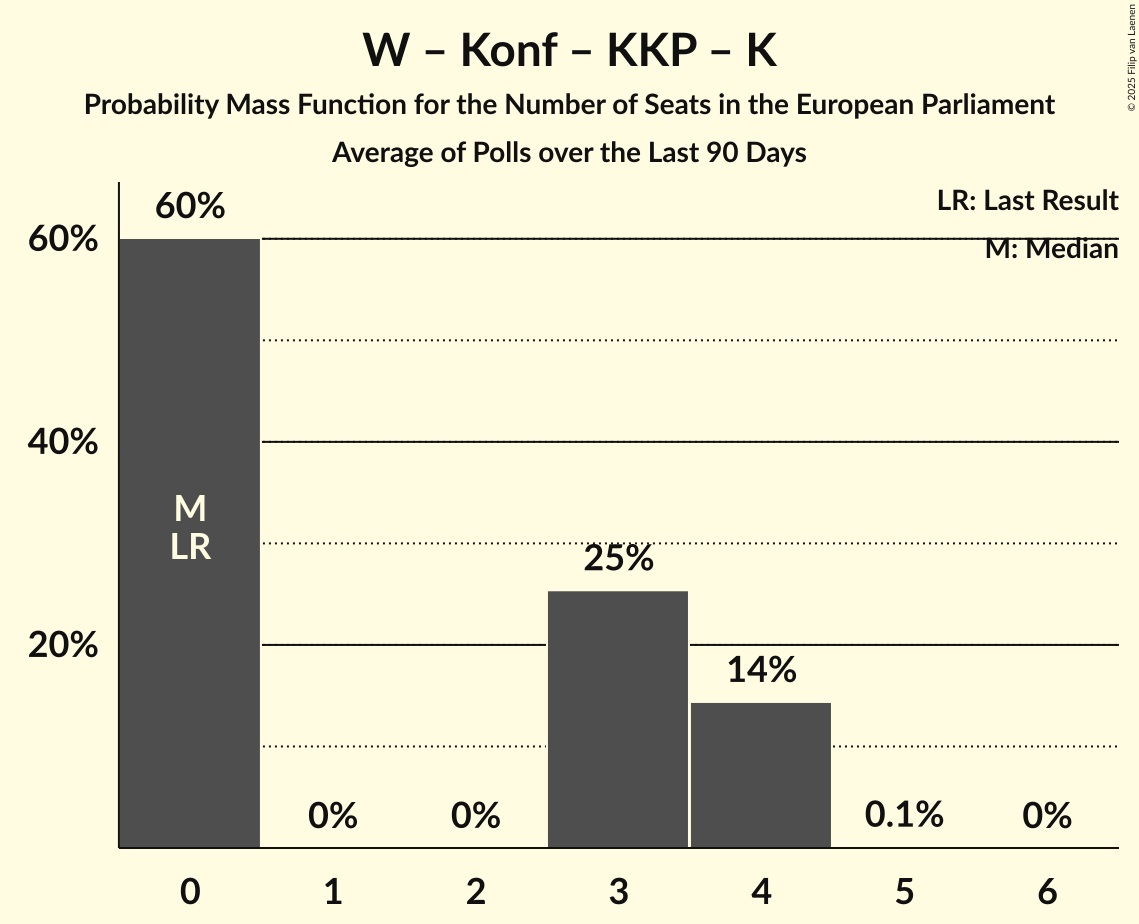 W – Konf – KKP – K
Probability Mass Function for the Number of Seats in the European Parliament
Average of Polls over the Last 90 Days
© 2025 Filip van Laenen
LR: Last Result
M: Median
60%
40%
20%
60%
M
LR
0%
0%
25%
14%
0.1%
0%
0 1 2 3 4 5 6